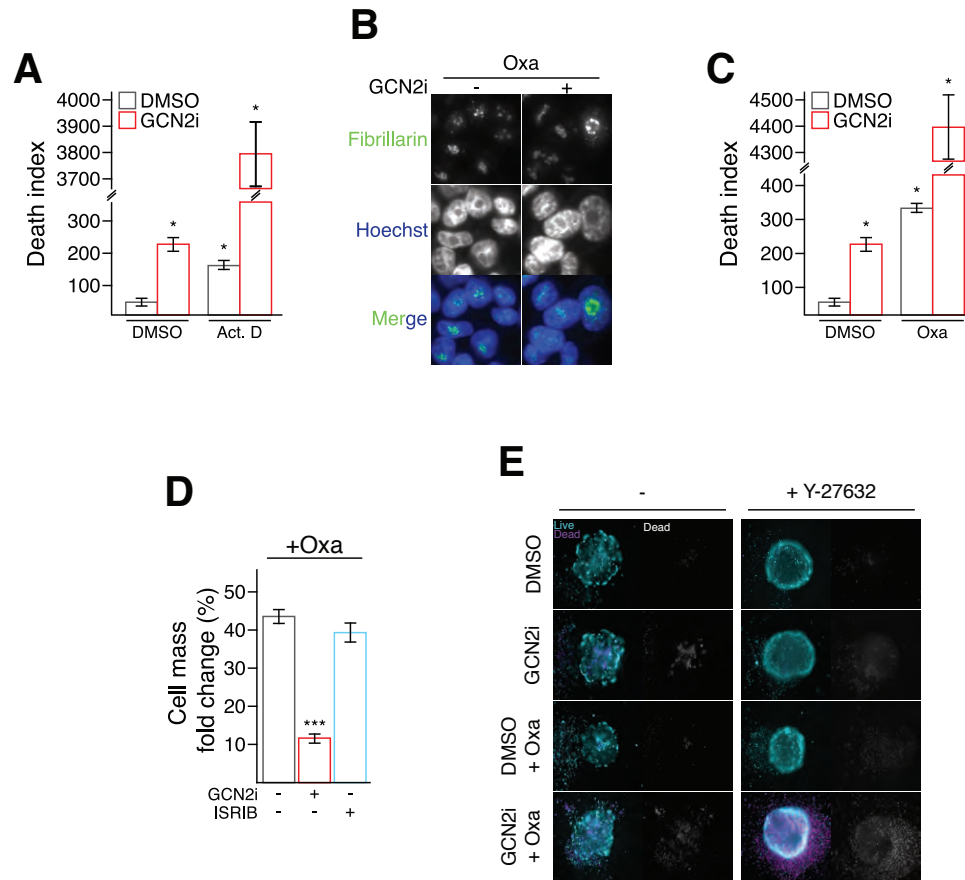 A
4000
3900
3800
3700
300
200
100
Death index
DMSO
GCN2i
*
*
*
DMSO
Act. D
B
Oxa
GCN2i
-
+
Fibrillarin
Hoechst
Merge
C
4500
4400
4300
400
300
200
100
Death index
DMSO
GCN2i
*
*
*
DMSO
Oxa
D
+Oxa
50
40
30
20
10
Cell mass
fold change (%)
***
GCN2i - + -
ISRIB - - +
E
-
+ Y-27632
Live
Dead
Dead
DMSO
GCN2i
DMSO
+ Oxa
GCN2i
+ Oxa